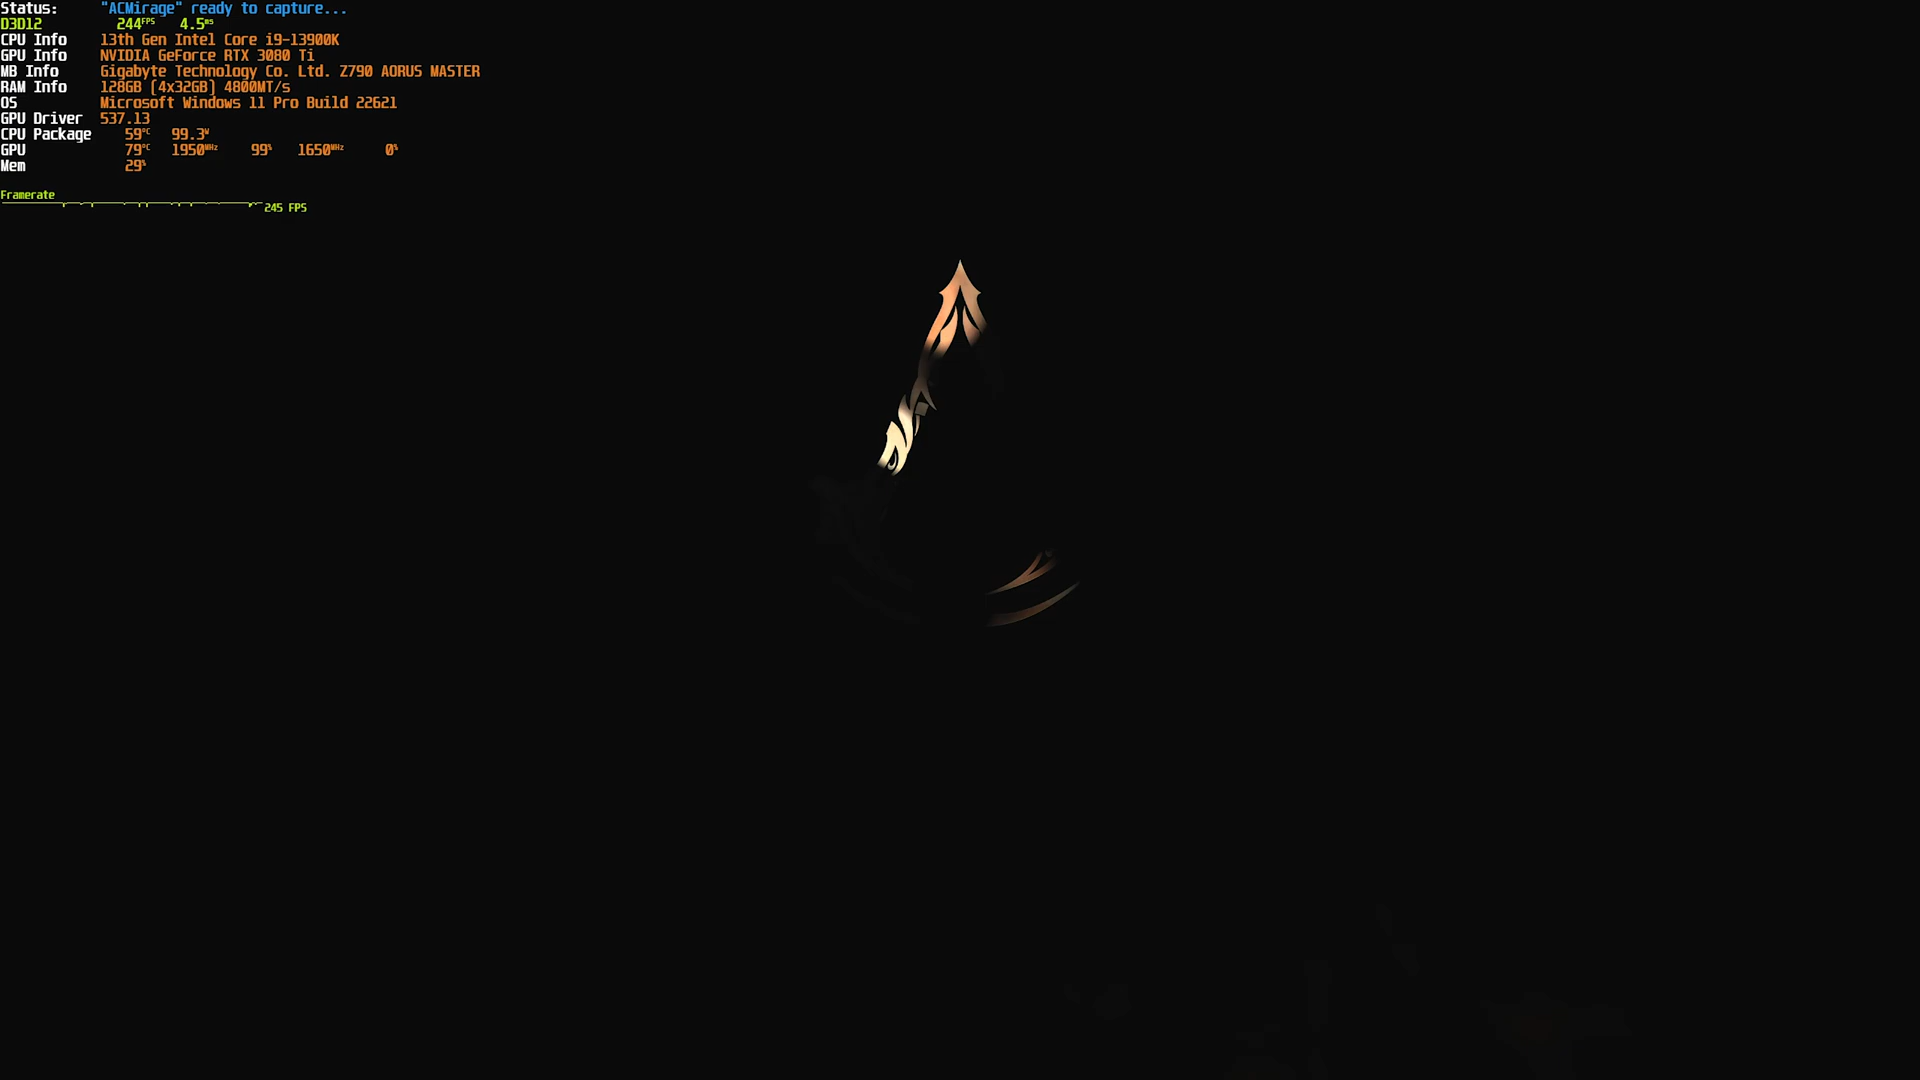 Status: "ACMirage" ready to capture...
D3D12 244FPS 4.5ms
CPU Info 13th Gen Intel Core i9-13900K
GPU Info NVIDIA GeForce RTX 3080 Ti
MB Info Gigabyte Technology Co. Ltd. Z790 AORUS MASTER
RAM Info 128GB (4x32GB) 4800MT/s
OS Microsoft Windows 11 Pro Build 22621
GPU Driver 537.13
CPU Package 59°C 99.3W
GPU 79°C 1950MHz 99% 1650MHz 0%
Mem 29%
Framerate
245 FPS